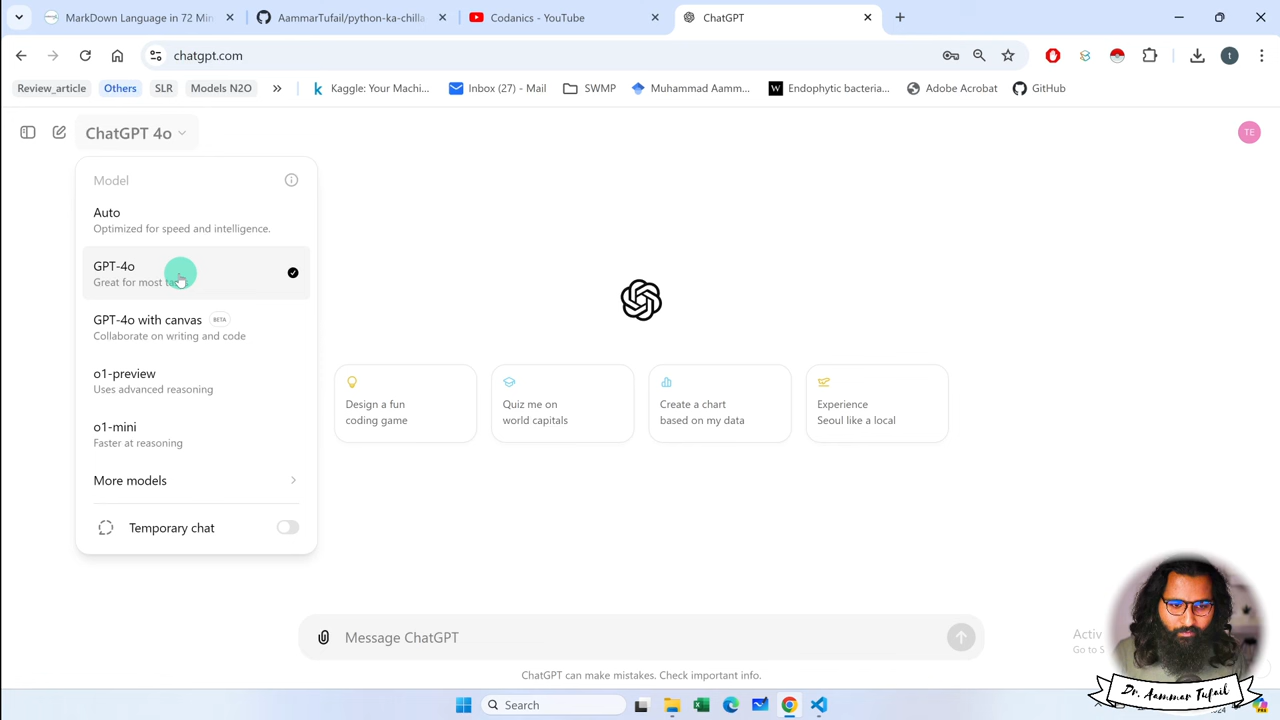 MarkDown Language in 72 Min
AammarTufail/python-ka-chilla
Codanics - YouTube
ChatGPT
chatgpt.com
t
Review_article
Others
SLR
Models N2O
Kaggle: Your Machi...
Inbox (27) - Mail
SWMP
Muhammad Aamm...
W
Endophytic bacteria...
Adobe Acrobat
GitHub
ChatGPT 4o
TE
Model
Auto
Optimized for speed and intelligence.
GPT-4o
Great for most
GPT-4o with canvas BETA
Collaborate on writing and code
o1-preview
Uses advanced reasoning
o1-mini
Faster at reasoning
More models
Temporary chat
Design a fun
coding game
Quiz me on
world capitals
Create a chart
based on my data
Experience
Seoul like a local
Message ChatGPT
ChatGPT can make mistakes. Check important info.
Activ
Go to S
Dr. Aammar Tufail
Search